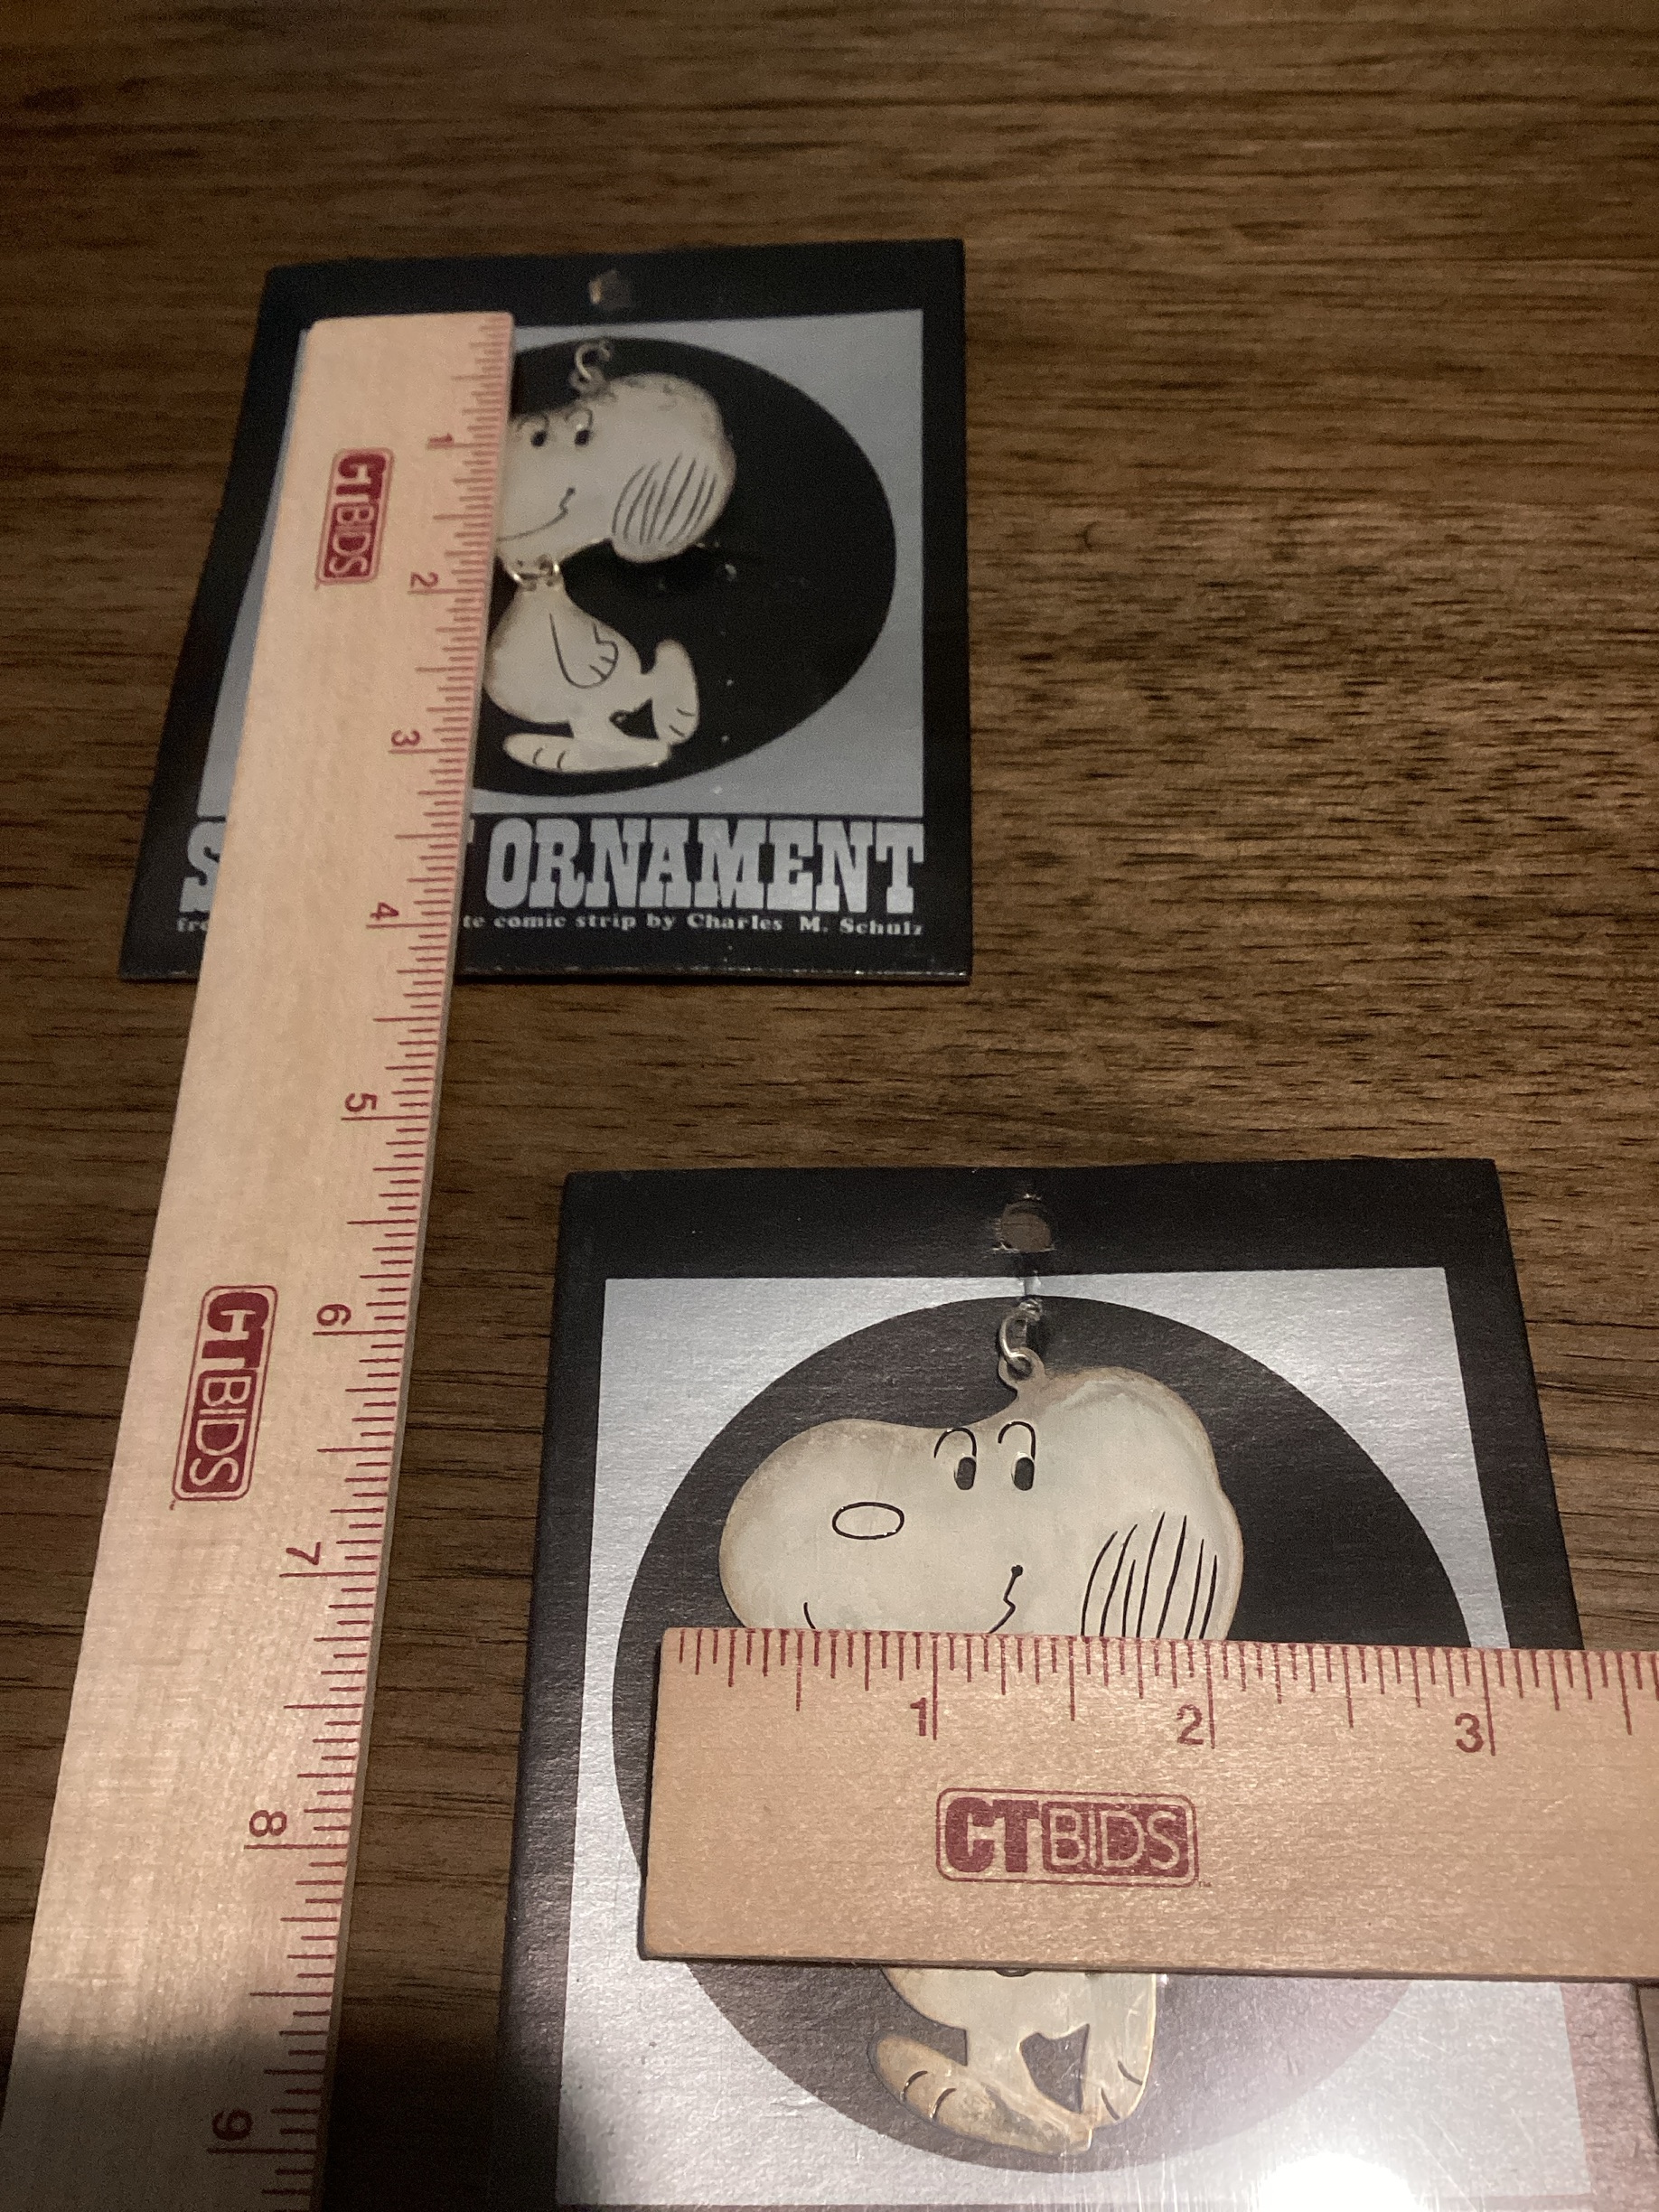 1
CTBIDS
2
3
S ORNAMENT
fro te comic strip by Charles M. Schulz
4
5
6
CTBIDS
7
8
9
1 2 3
CTBIDS